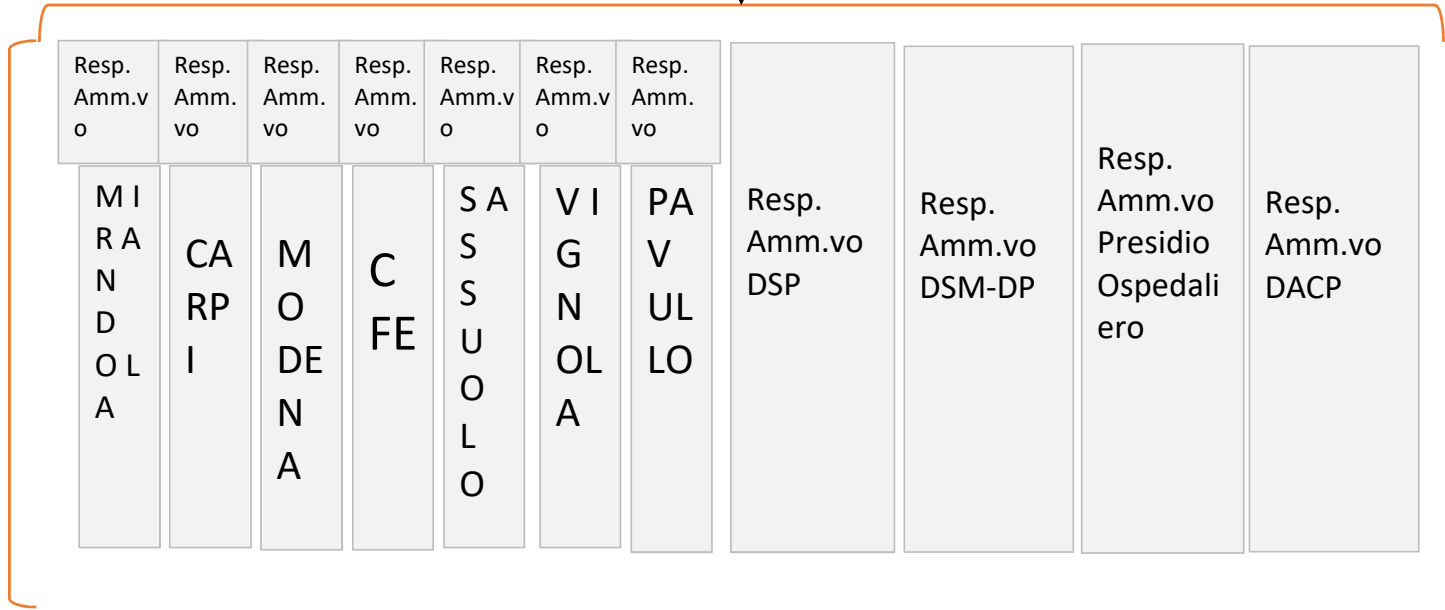 Resp.
Amm.v
o
Resp.
Amm.
vo
Resp.
Amm.
vo
Resp.
Amm.
vo
Resp.
Amm.v
o
Resp.
Amm.v
o
Resp.
Amm.
vo
M I
R A
N
D
O L
A
CA
RP
I
M
O
DE
N
A
C
FE
S A
S
S
U
O
L
O
V I
G
N
OL
A
PA
V
UL
LO
Resp.
Amm.vo
DSP
Resp.
Amm.vo
DSM-DP
Resp.
Amm.vo
Presidio
Ospedali
ero
Resp.
Amm.vo
DACP